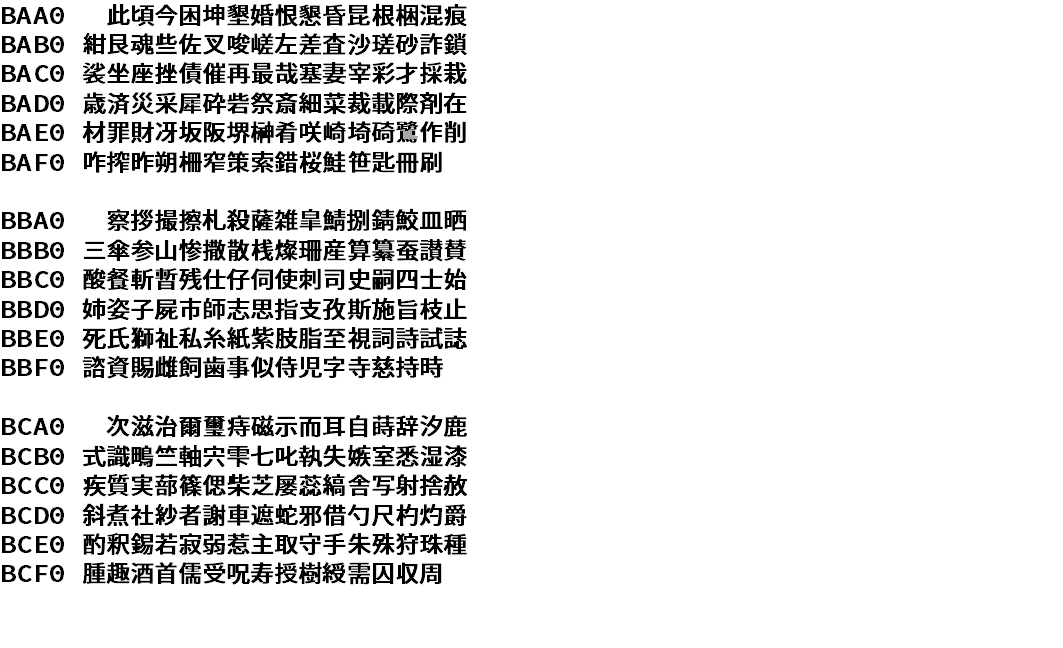 BAA0 此頃今困坤墾婚恨懇昏昆根梱混痕
BAB0 紺艮魂些佐叉唆嵯左差査沙瑳砂詐鎖
BAC0 裟坐座挫債催再最哉塞妻宰彩才採栽
BAD0 歳済災采犀砕砦祭斎細菜裁載際剤在
BAE0 材罪財冴坂阪堺榊肴咲崎埼碕鷺作削
BAF0 咋搾昨朔柵窄策索錯桜鮭笹匙冊刷
BBA0 察拶撮擦札殺薩雑皐鯖捌錆鮫皿晒
BBB0 三傘参山惨撒散桟燦珊産算纂蚕讃賛
BBC0 酸餐斬暫残仕仔伺使刺司史嗣四士始
BBD0 姉姿子屍市師志思指支孜斯施旨枝止
BBE0 死氏獅祉私糸紙紫肢脂至視詞詩試誌
BBF0 諮資賜雌飼歯事似侍児字寺慈持時
BCA0 次滋治爾璽痔磁示而耳自蒔辞汐鹿
BCB0 式識鴫竺軸宍雫七叱執失嫉室悉湿漆
BCC0 疾質実蔀篠偲柴芝屡蕊縞舎写射捨赦
BCD0 斜煮社紗者謝車遮蛇邪借勺尺杓灼爵
BCE0 酌釈錫若寂弱惹主取守手朱殊狩珠種
BCF0 腫趣酒首儒受呪寿授樹綬需囚収周